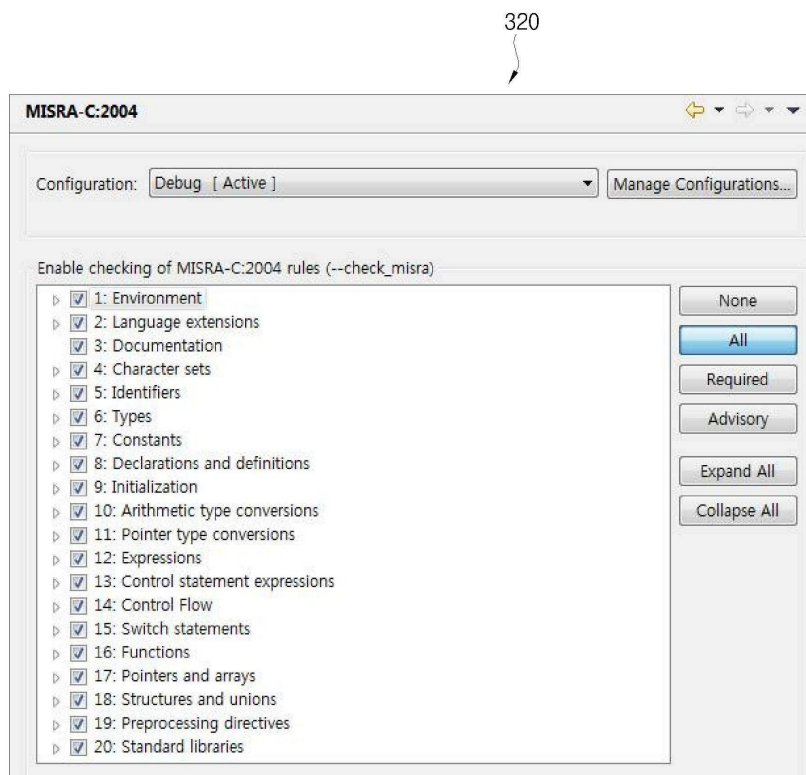 320
MISRA-C:2004
Configuration: Debug [ Active ] Manage Configurations...
Enable checking of MISRA-C:2004 rules (--check_misra)
1: Environment
2: Language extensions
3: Documentation
4: Character sets
5: Identifiers
6: Types
7: Constants
8: Declarations and definitions
9: Initialization
10: Arithmetic type conversions
11: Pointer type conversions
12: Expressions
13: Control statement expressions
14: Control Flow
15: Switch statements
16: Functions
17: Pointers and arrays
18: Structures and unions
19: Preprocessing directives
20: Standard libraries
None
All
Required
Advisory
Expand All
Collapse All